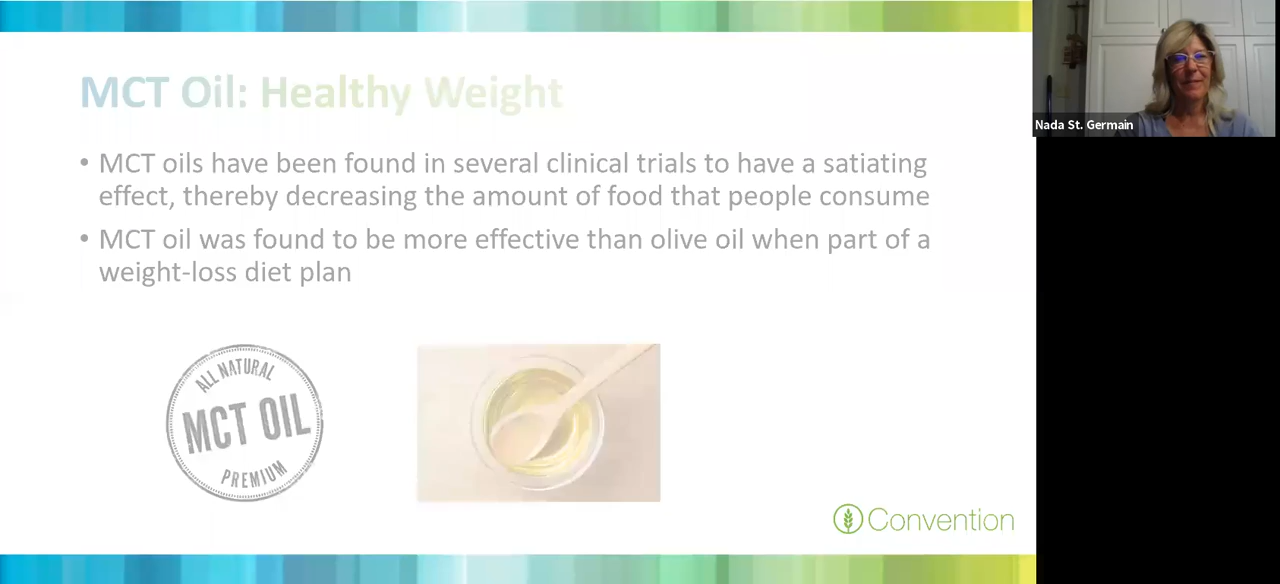 MCT Oil: Healthy Weight
• MCT oils have been found in several clinical trials to have a satiating
effect, thereby decreasing the amount of food that people consume
• MCT oil was found to be more effective than olive oil when part of a
weight-loss diet plan
ALL NATURAL
MCT OIL
PREMIUM
Convention
Nada St. Germain